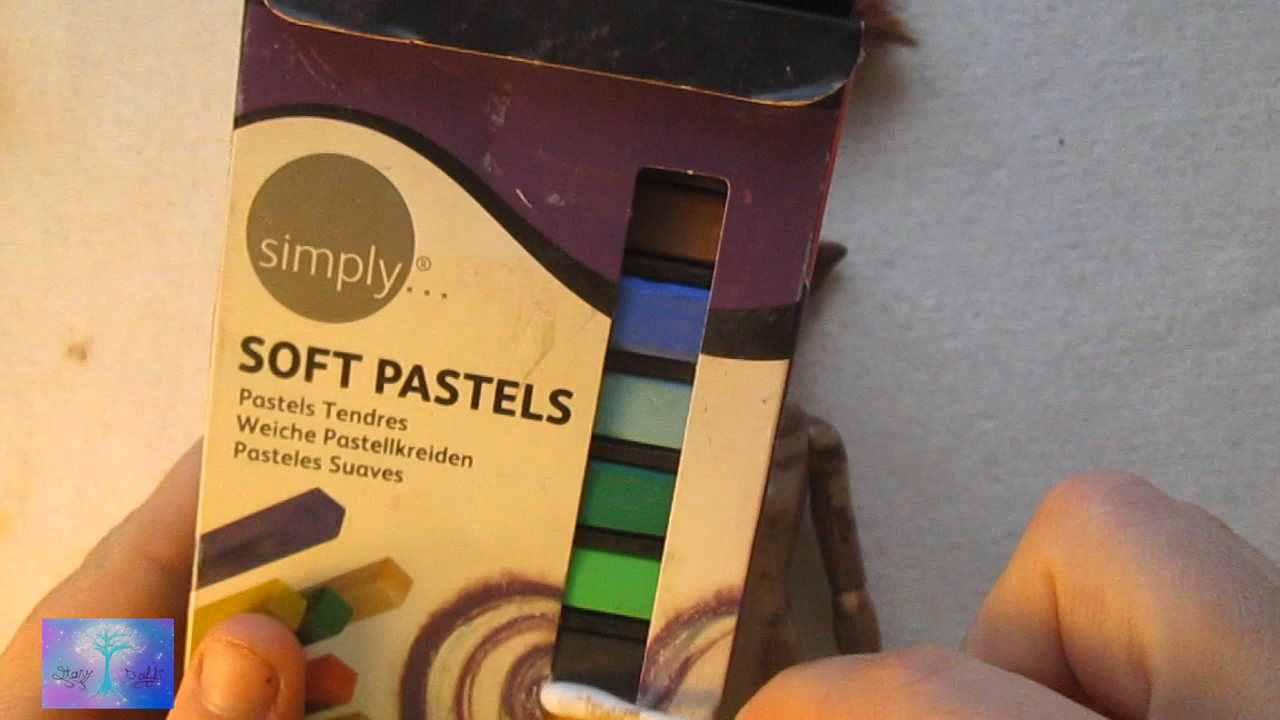 simply®...
SOFT PASTELS
Pastels Tendres
Weiche Pastellkreiden
Pasteles Suaves